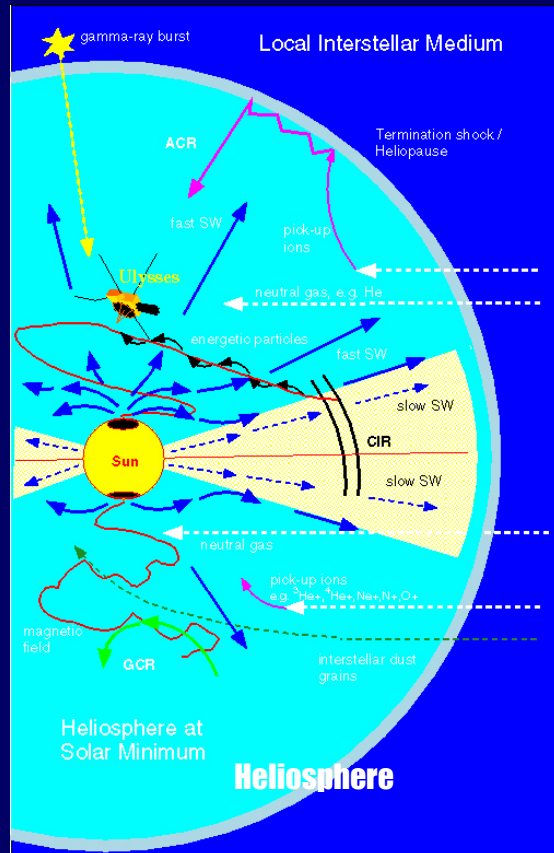 gamma-ray burst
Local Interstellar Medium
Termination shock /
Heliopause
ACR
fast SW
pick-up
ions
Ulysses
neutral gas, e.g. He
energetic particles
fast SW
slow SW
CIR
Sun
slow SW
neutral gas
pick-up ions
e.g. ³He+,⁴He+,Ne+,N+,O+
magnetic
field
GCR
interstellar dust
grains
Heliosphere at
Solar Minimum
Heliosphere